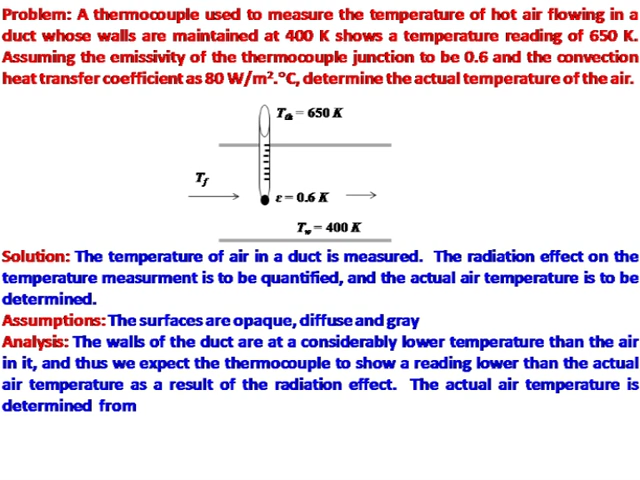 Problem: A thermocouple used to measure the temperature of hot air flowing in a
duct whose walls are maintained at 400 K shows a temperature reading of 650 K.
Assuming the emissivity of the thermocouple junction to be 0.6 and the convection
heat transfer coefficient as 80 W/m².°C, determine the actual temperature of the air.
T_th = 650 K
T_f
ε = 0.6 K
T_w = 400 K
Solution: The temperature of air in a duct is measured. The radiation effect on the
temperature measurment is to be quantified, and the actual air temperature is to be
determined.
Assumptions: The surfaces are opaque, diffuse and gray
Analysis: The walls of the duct are at a considerably lower temperature than the air
in it, and thus we expect the thermocouple to show a reading lower than the actual
air temperature as a result of the radiation effect. The actual air temperature is
determined from